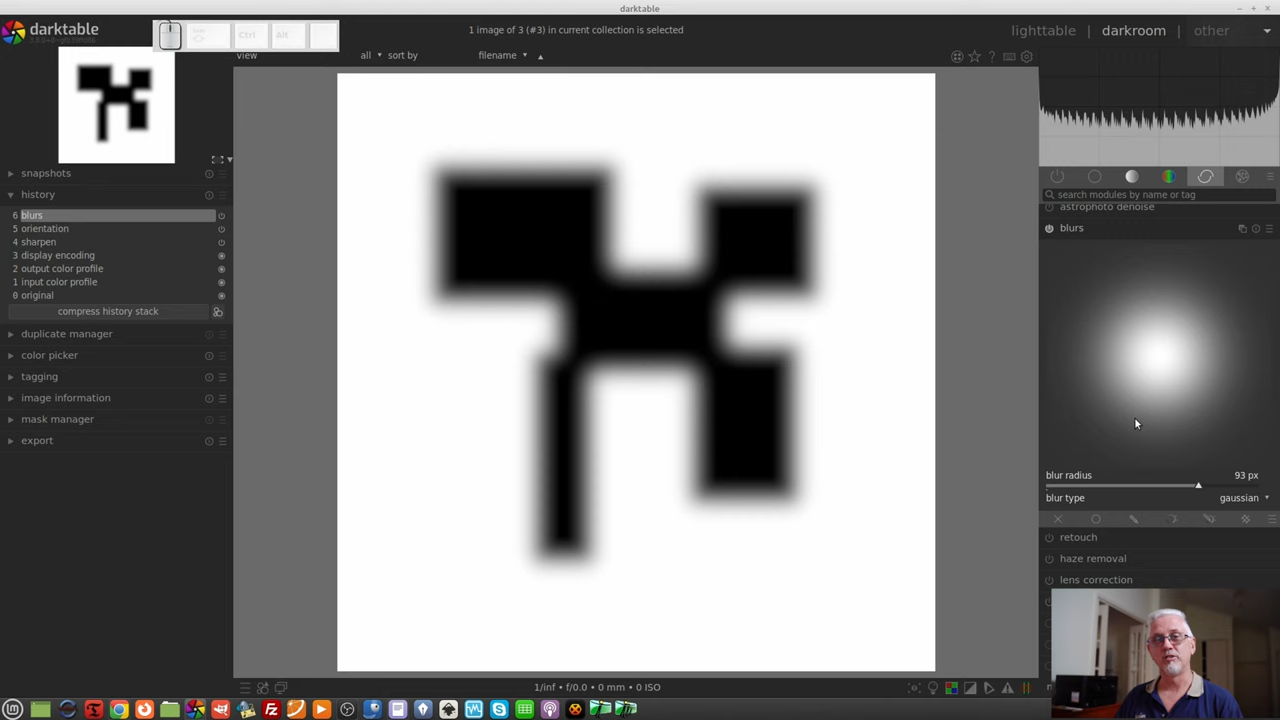 darktable
darktable
Ctrl
Alt
1 image of 3 (#3) in current collection is selected
lighttable | darkroom | other
view
all
sort by
filename
snapshots
history
6 blurs
5 orientation
4 sharpen
3 display encoding
2 output color profile
1 input color profile
0 original
compress history stack
duplicate manager
color picker
tagging
image information
mask manager
export
1/inf • f/0.0 • 0 mm • 0 ISO
search modules by name or tag
astrophoto denoise
blurs
blur radius 93 px
blur type gaussian
retouch
haze removal
lens correction